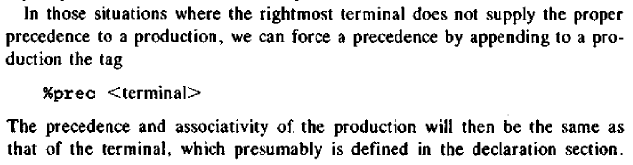 In those situations where the rightmost terminal does not supply the proper
precedence to a production, we can force a precedence by appending to a pro-
duction the tag
%prec <terminal>
The precedence and associativity of the production will then be the same as
that of the terminal, which presumably is defined in the declaration section.